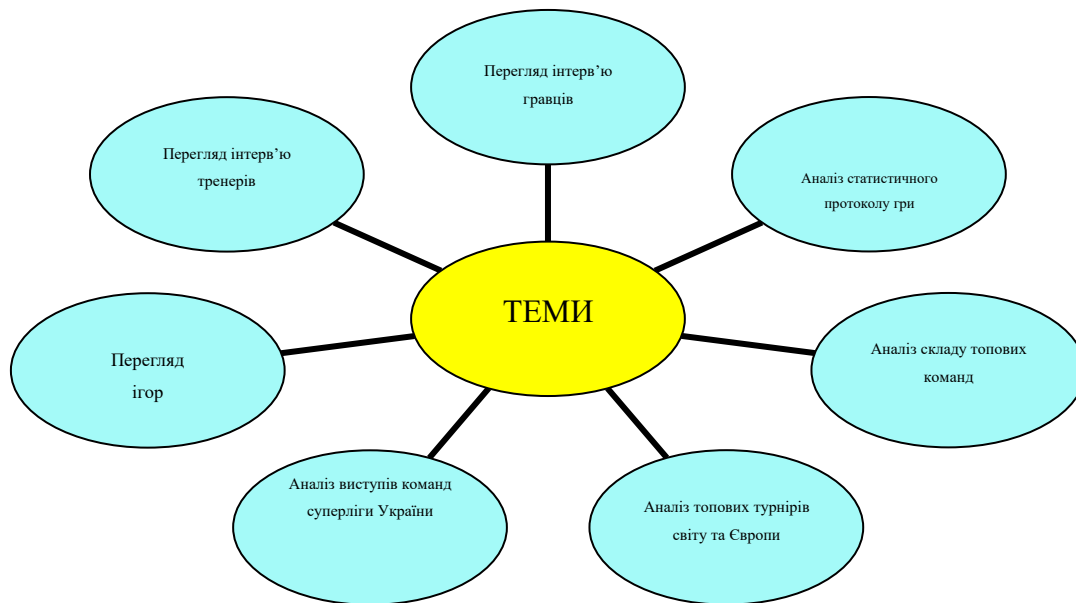 Перегляд інтерв’ю
гравців
Перегляд інтерв’ю
тренерів
Аналіз статистичного
протоколу гри
ТЕМИ
Перегляд
ігор
Аналіз складу топових
команд
Аналіз виступів команд
суперліги України
Аналіз топових турнірів
світу та Європи